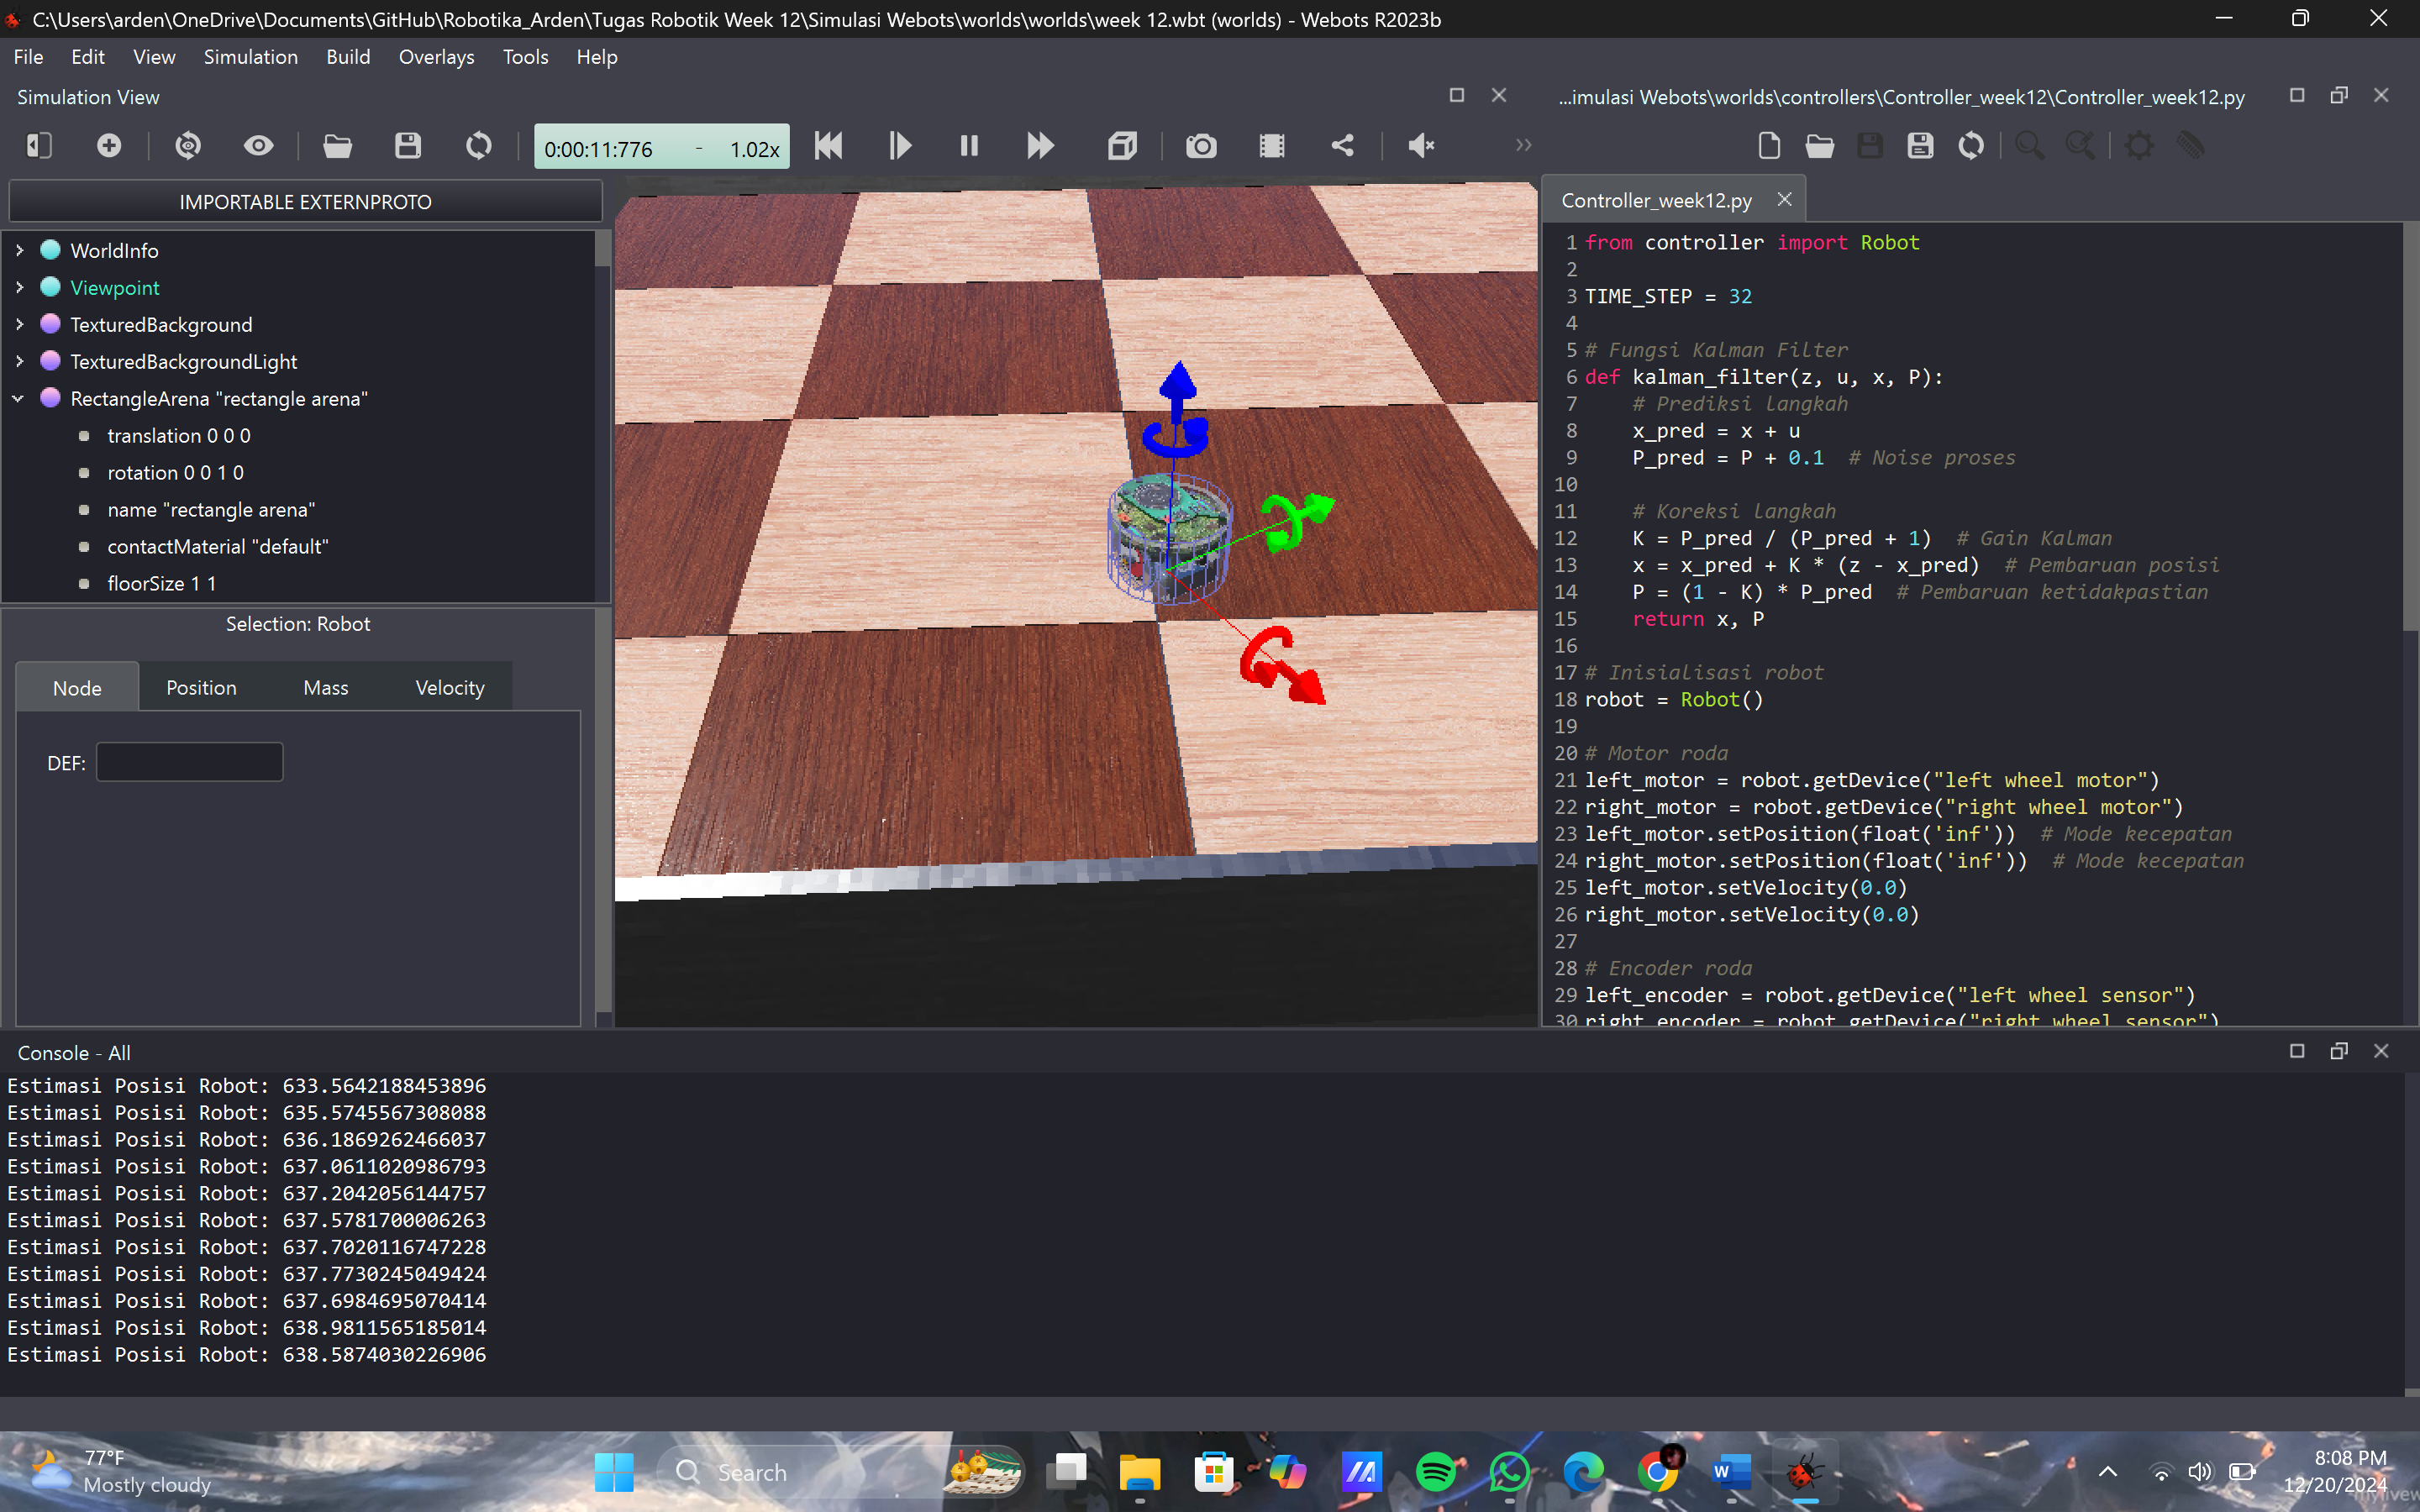 C:\Users\arden\OneDrive\Documents\GitHub\Robotika_Arden\Tugas Robotik Week 12\Simulasi Webots\worlds\worlds\week 12.wbt (worlds) - Webots R2023b
File Edit View Simulation Build Overlays Tools Help
Simulation View
0:00:11:776 - 1.02x
IMPORTABLE EXTERNPROTO
WorldInfo
Viewpoint
TexturedBackground
TexturedBackgroundLight
RectangleArena "rectangle arena"
translation 0 0 0
rotation 0 0 1 0
name "rectangle arena"
contactMaterial "default"
floorSize 1 1
Selection: Robot
Node Position Mass Velocity
DEF:
...imulasi Webots\worlds\controllers\Controller_week12\Controller_week12.py
Controller_week12.py
1 from controller import Robot
2
3 TIME_STEP = 32
4
5 # Fungsi Kalman Filter
6 def kalman_filter(z, u, x, P):
7 # Prediksi langkah
8 x_pred = x + u
9 P_pred = P + 0.1 # Noise proses
10
11 # Koreksi langkah
12 K = P_pred / (P_pred + 1) # Gain Kalman
13 x = x_pred + K * (z - x_pred) # Pembaruan posisi
14 P = (1 - K) * P_pred # Pembaruan ketidakpastian
15 return x, P
16
17 # Inisialisasi robot
18 robot = Robot()
19
20 # Motor roda
21 left_motor = robot.getDevice("left wheel motor")
22 right_motor = robot.getDevice("right wheel motor")
23 left_motor.setPosition(float('inf')) # Mode kecepatan
24 right_motor.setPosition(float('inf')) # Mode kecepatan
25 left_motor.setVelocity(0.0)
26 right_motor.setVelocity(0.0)
27
28 # Encoder roda
29 left_encoder = robot.getDevice("left wheel sensor")
30 right_encoder = robot.getDevice("right wheel sensor")
Console - All
Estimasi Posisi Robot: 633.5642188453896
Estimasi Posisi Robot: 635.5745567308088
Estimasi Posisi Robot: 636.1869262466037
Estimasi Posisi Robot: 637.0611020986793
Estimasi Posisi Robot: 637.2042056144757
Estimasi Posisi Robot: 637.5781700006263
Estimasi Posisi Robot: 637.7020116747228
Estimasi Posisi Robot: 637.7730245049424
Estimasi Posisi Robot: 637.6984695070414
Estimasi Posisi Robot: 638.9811565185014
Estimasi Posisi Robot: 638.5874030226906
77°F
Mostly cloudy
Search
8:08 PM
12/20/2024